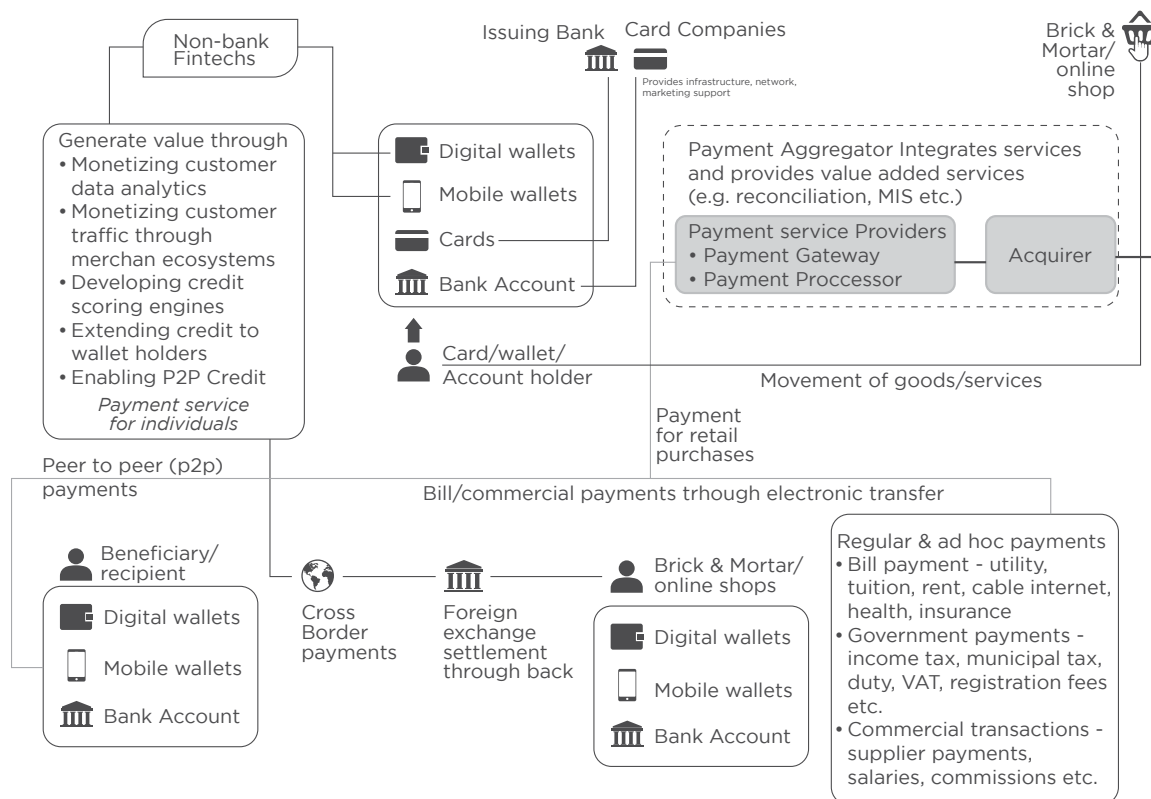 Non-bank
Fintechs
Issuing Bank
Card Companies
Provides infrastructure, network,
marketing support
Brick &
Mortar/
online
shop
Generate value through
• Monetizing customer
data analytics
• Monetizing customer
traffic through
merchan ecosystems
• Developing credit
scoring engines
• Extending credit to
wallet holders
• Enabling P2P Credit
Payment service
for individuals
Digital wallets
Mobile wallets
Cards
Bank Account
Payment Aggregator Integrates services
and provides value added services
(e.g. reconciliation, MIS etc.)
Payment service Providers
• Payment Gateway
• Payment Proccessor
Acquirer
Card/wallet/
Account holder
Movement of goods/services
Payment
for retail
purchases
Peer to peer (p2p)
payments
Bill/commercial payments trhough electronic transfer
Beneficiary/
recipient
Digital wallets
Mobile wallets
Bank Account
Cross
Border
payments
Foreign
exchange
settlement
through back
Brick & Mortar/
online shops
Digital wallets
Mobile wallets
Bank Account
Regular & ad hoc payments
• Bill payment - utility,
tuition, rent, cable internet,
health, insurance
• Government payments -
income tax, municipal tax,
duty, VAT, registration fees
etc.
• Commercial transactions -
supplier payments,
salaries, commissions etc.